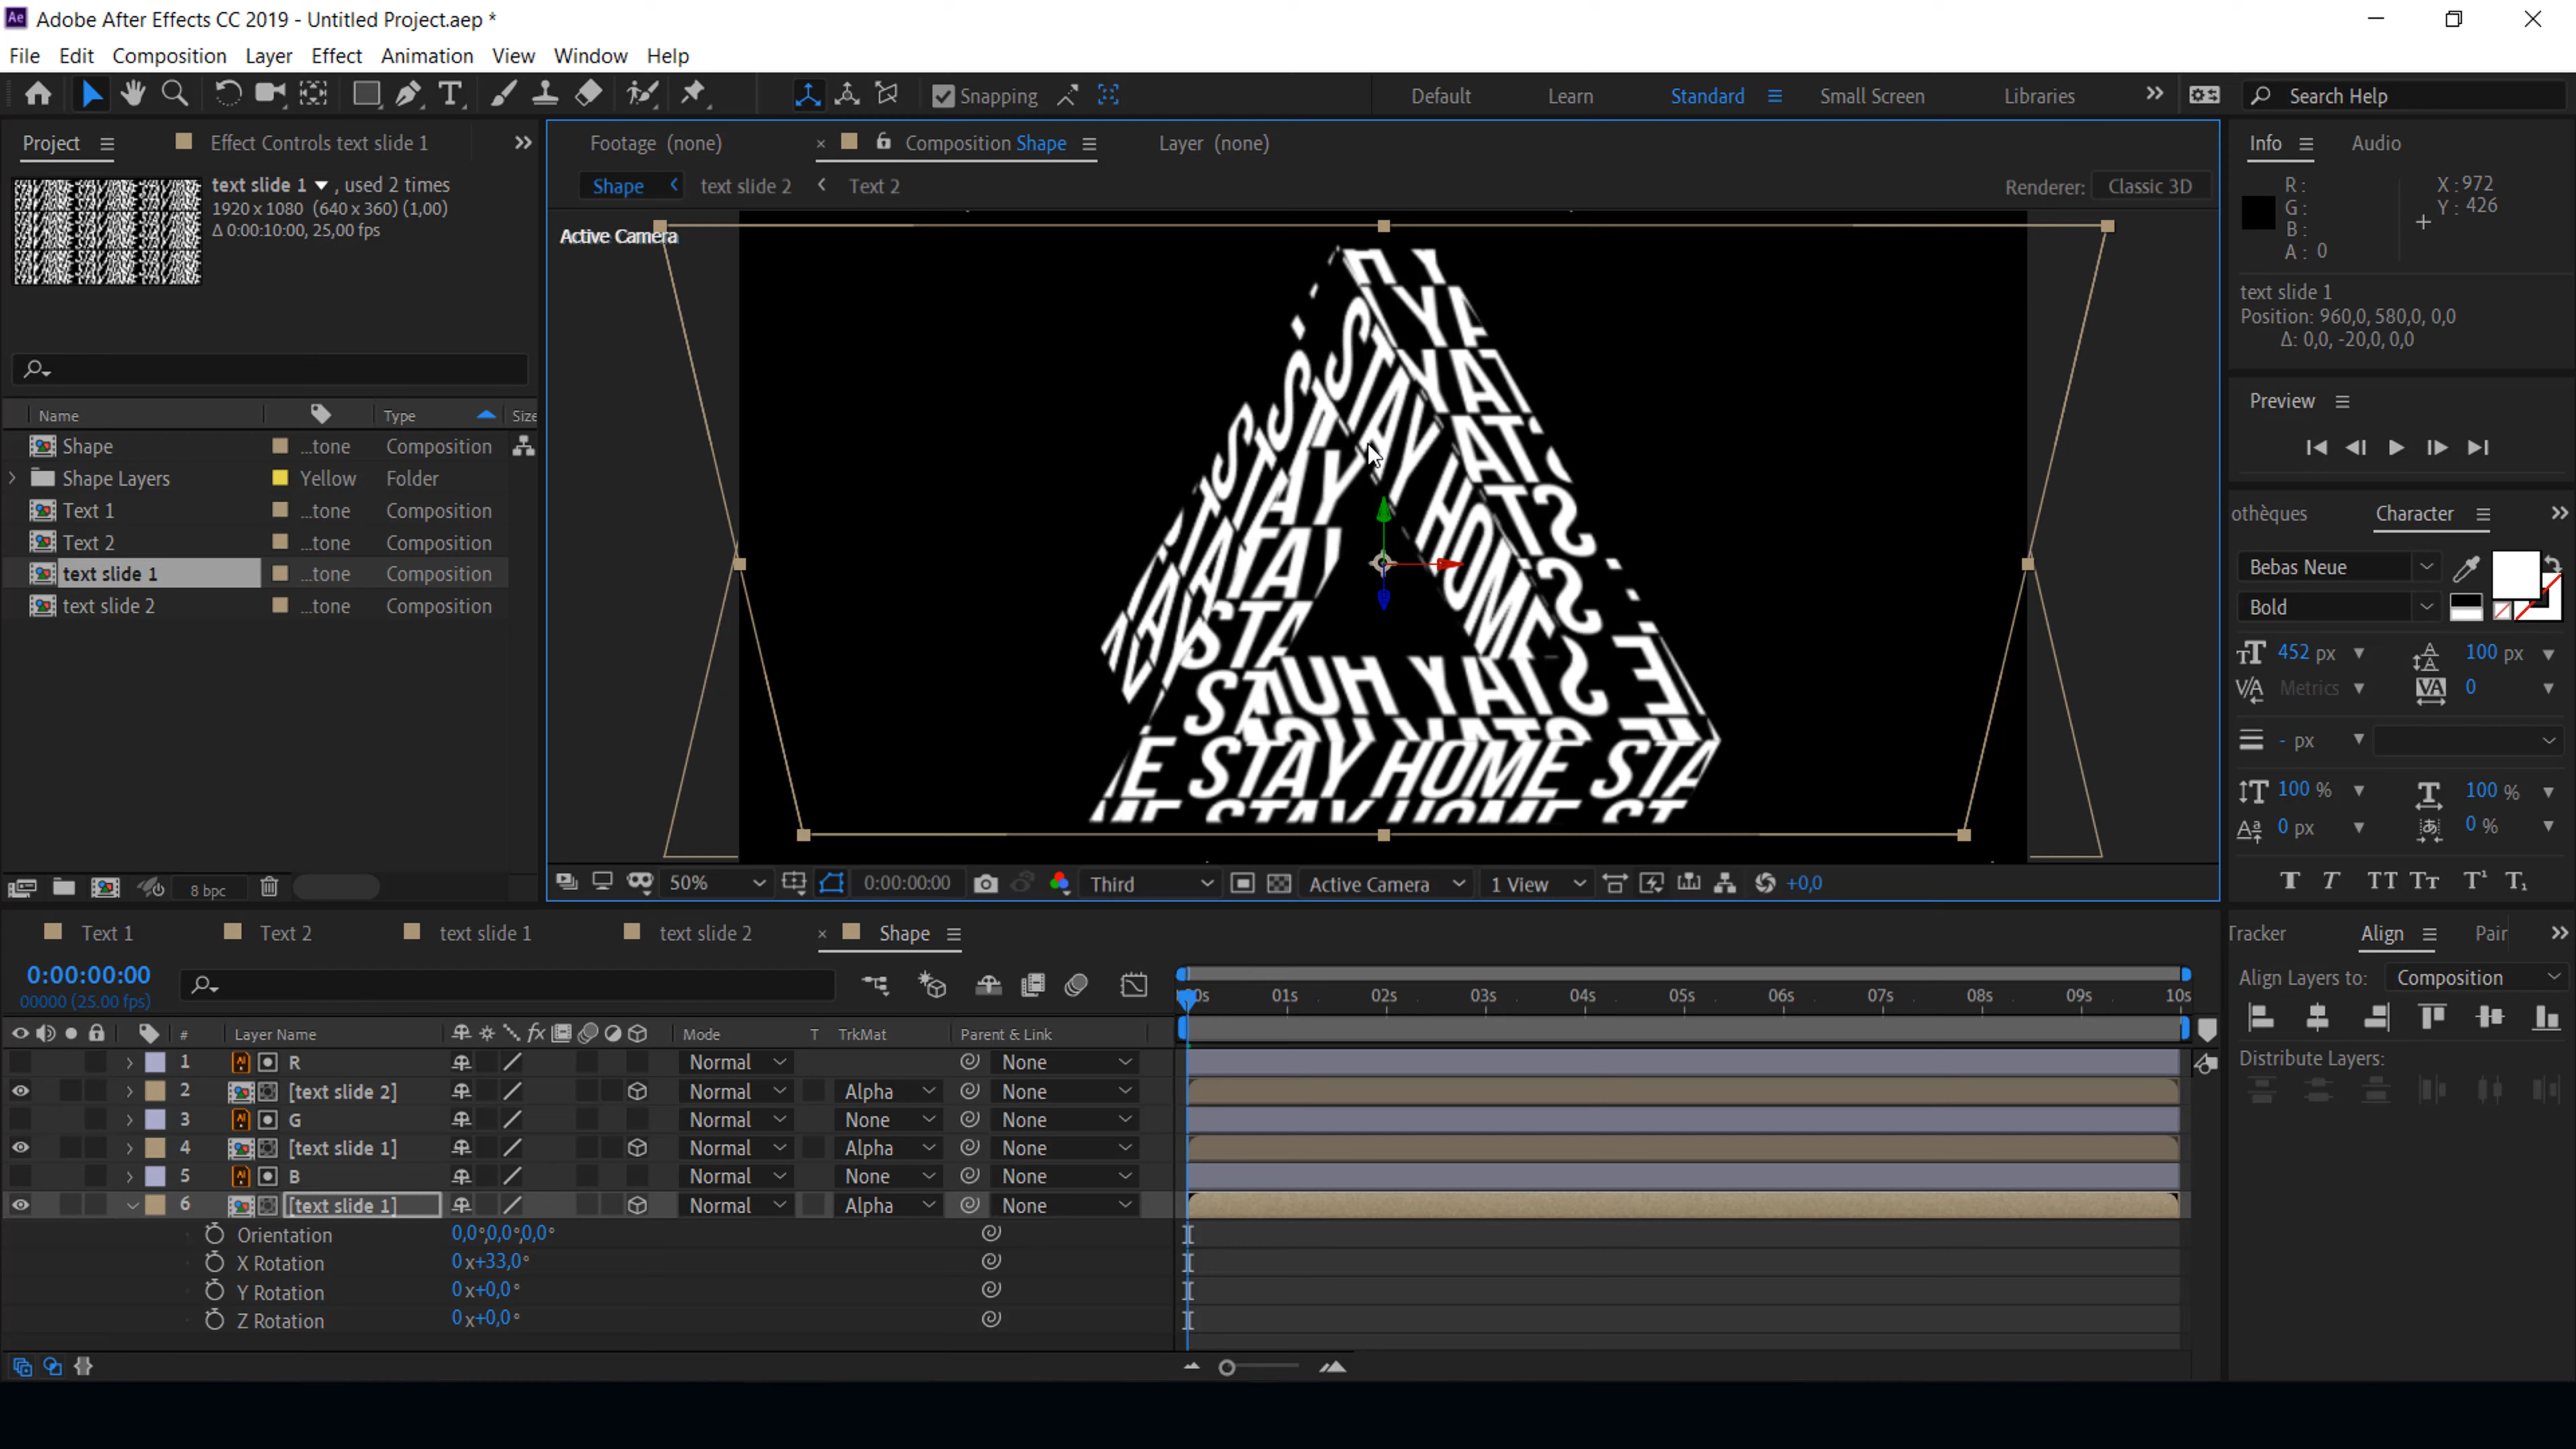 Adobe After Effects CC 2019 - Untitled Project.aep *
File Edit Composition Layer Effect Animation View Window Help
Snapping Default Learn Standard Small Screen Libraries Search Help
Project Effect Controls text slide 1
text slide 1 , used 2 times
1920 x 1080 (640 x 360) (1,00)
Δ 0:00:10:00, 25,00 fps
Name Type Size
Shape ...tone Composition
Shape Layers Yellow Folder
Text 1 ...tone Composition
Text 2 ...tone Composition
text slide 1 ...tone Composition
text slide 2 ...tone Composition
8 bpc
Footage (none) Composition Shape Layer (none)
Shape text slide 2 Text 2 Renderer: Classic 3D
Active Camera
STAY HOME
E STAY HOME STA
50% 0:00:00:00 Third Active Camera 1 View +0,0
Info Audio
R : X : 972
G : Y : 426
B :
A : 0
text slide 1
Position: 960,0, 580,0, 0,0
Δ: 0,0, -20,0, 0,0
Preview
othèques Character
Bebas Neue
Bold
452 px 100 px
Metrics 0
- px
100 % 100 %
0 px 0 %
T T TT Tт T¹ T₁
Text 1 Text 2 text slide 1 text slide 2 Shape
0:00:00:00
00000 (25.00 fps)
00s 01s 02s 03s 04s 05s 06s 07s 08s 09s 10s
# Layer Name Mode T TrkMat Parent & Link
1 R Normal None
2 [text slide 2] Normal Alpha None
3 G Normal None None
4 [text slide 1] Normal Alpha None
5 B Normal None None
6 [text slide 1] Normal Alpha None
Orientation 0,0°,0,0°,0,0°
X Rotation 0x+33,0°
Y Rotation 0x+0,0°
Z Rotation 0x+0,0°
Tracker Align Pair
Align Layers to: Composition
Distribute Layers: